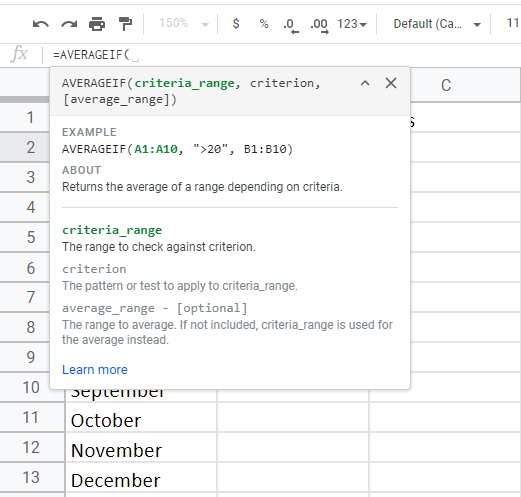 150% $ % .0 .00 123 Default (Ca... 11
fx =AVERAGEIF(
AVERAGEIF(criteria_range, criterion,
[average_range])
C
EXAMPLE
AVERAGEIF(A1:A10, ">20", B1:B10)
ABOUT
Returns the average of a range depending on criteria.
criteria_range
The range to check against criterion.
criterion
The pattern or test to apply to criteria_range.
average_range - [optional]
The range to average. If not included, criteria_range is used for
the average instead.
Learn more
1 s
2
3
4
5
6
7
8
9
10 September
11 October
12 November
13 December